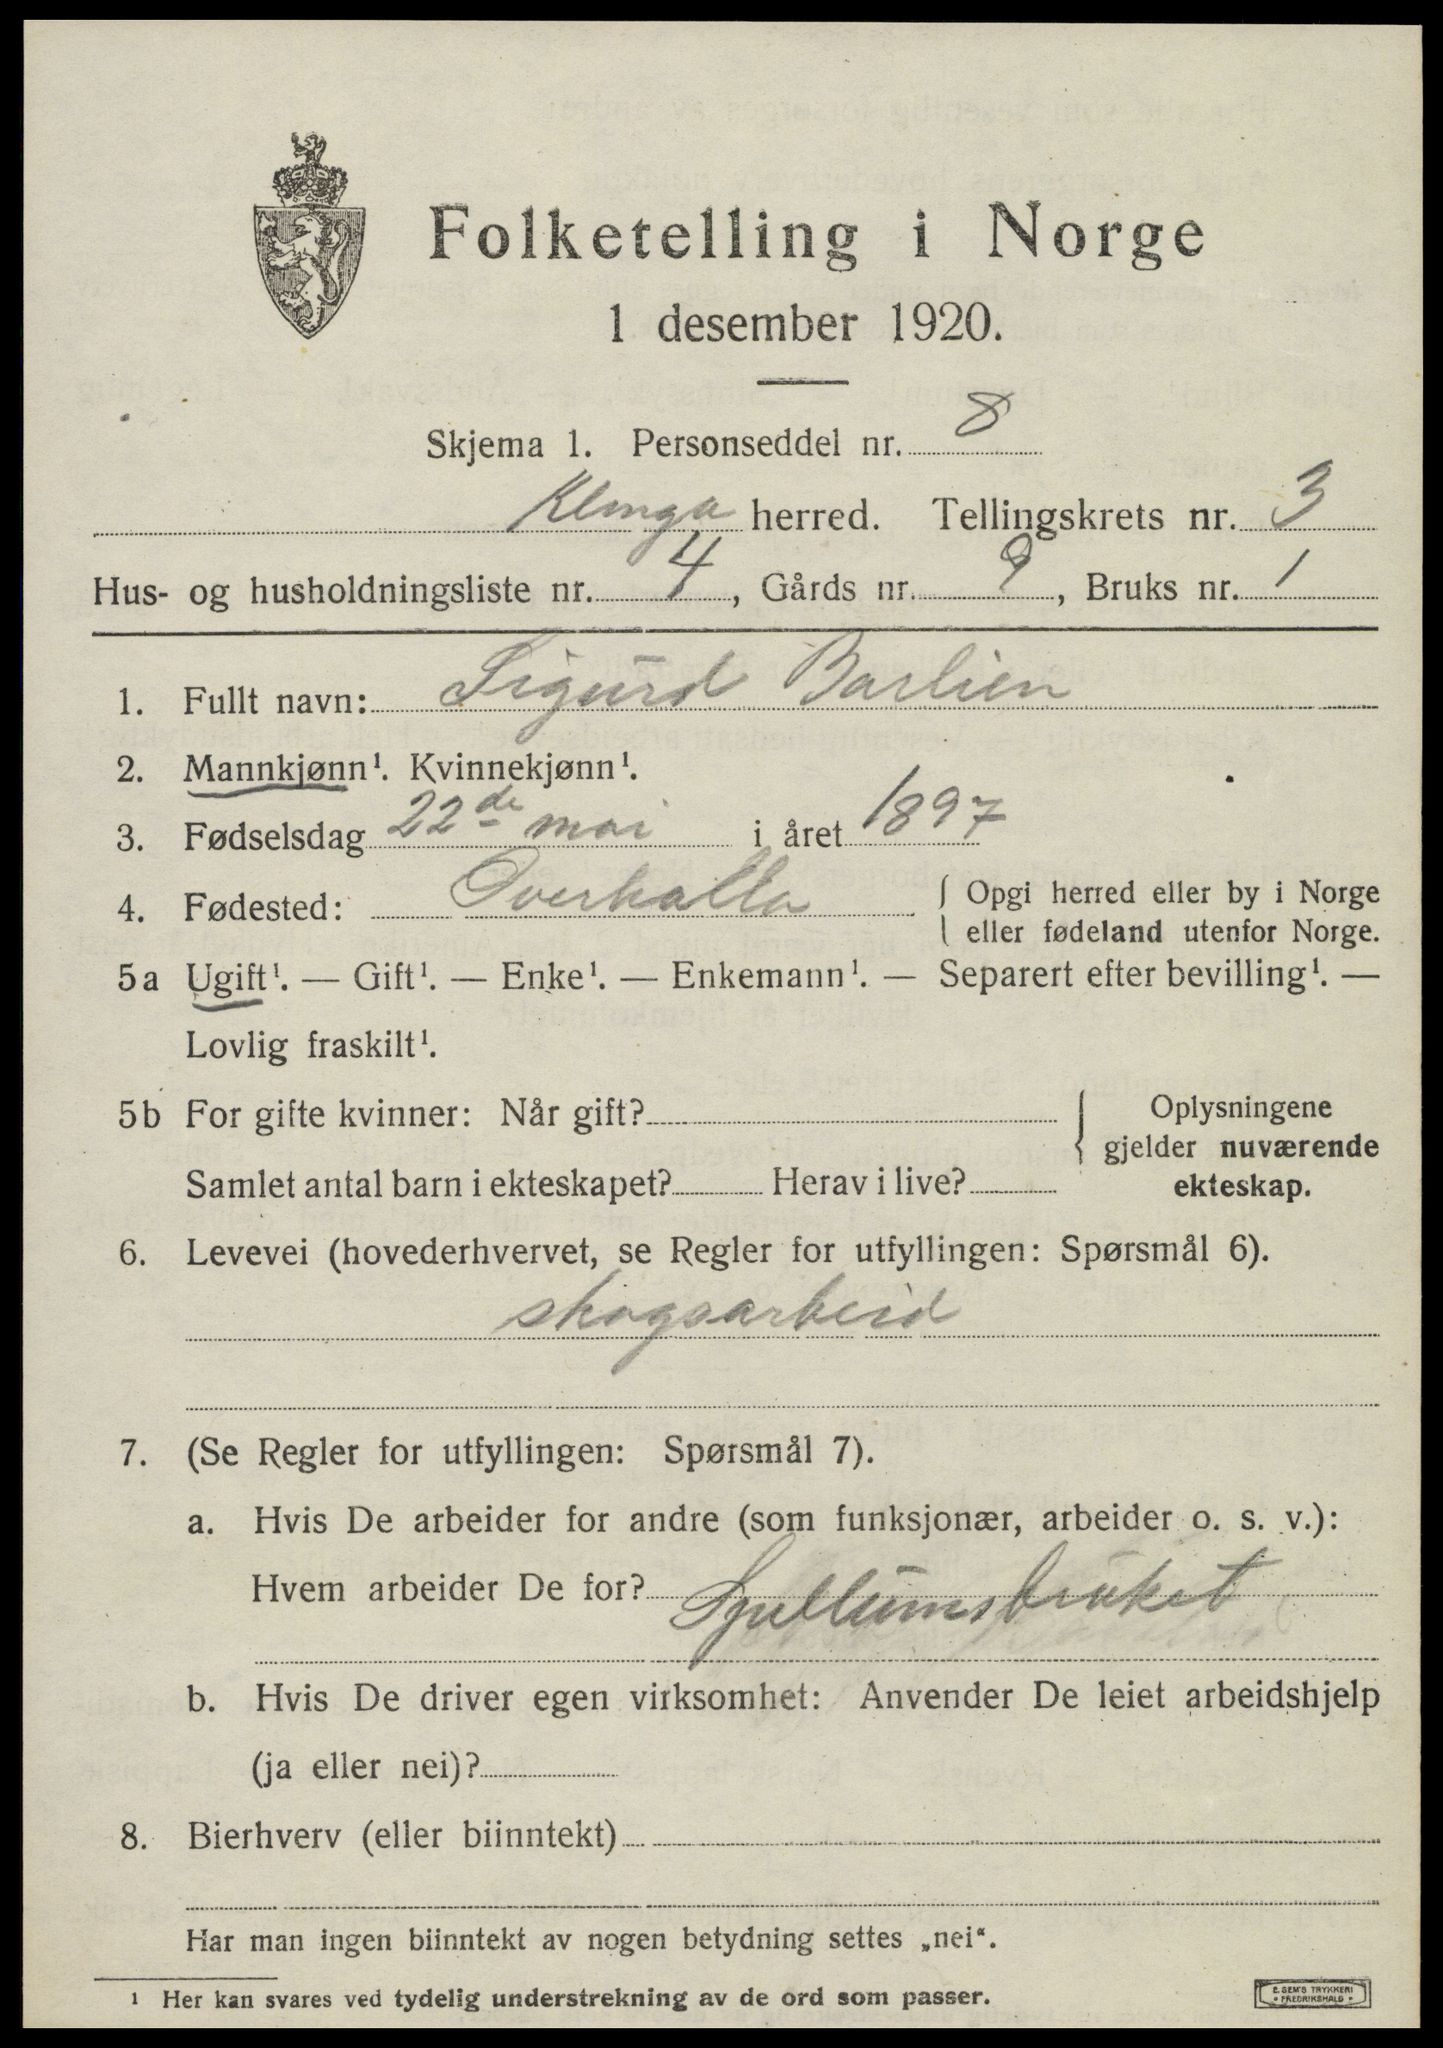 Folketelling i Norge
1 desember 1920.
Skjema 1. Personseddel nr. 8
Klinga herred. Tellingskrets nr. 3
Hus- og husholdningsliste nr. 4, Gårds nr. 9, Bruks nr. 1
1. Fullt navn: Sigurd Barlien
2. Mannkjønn¹. Kvinnekjønn¹.
3. Fødselsdag 22de mai i året 1897
4. Fødested: Overhalla { Opgi herred eller by i Norge
eller fødeland utenfor Norge.
5a Ugift¹. — Gift¹. — Enke¹. — Enkemann¹. — Separert efter bevilling¹. —
Lovlig fraskilt¹.
5b For gifte kvinner: Når gift? { Oplysningene
gjelder nuværende
Samlet antal barn i ekteskapet? Herav i live? ekteskap.
6. Levevei (hovederhvervet, se Regler for utfyllingen: Spørsmål 6).
skogsarbeid
7. (Se Regler for utfyllingen: Spørsmål 7).
a. Hvis De arbeider for andre (som funksjonær, arbeider o. s. v.):
Hvem arbeider De for? Spillumsbruket
b. Hvis De driver egen virksomhet: Anvender De leiet arbeidshjelp
(ja eller nei)?
8. Bierhverv (eller biinntekt)
Har man ingen biinntekt av nogen betydning settes „nei“.
¹ Her kan svares ved tydelig understrekning av de ord som passer.
E. SEM'S TRYKKERI
• FREDRIKSHALD •